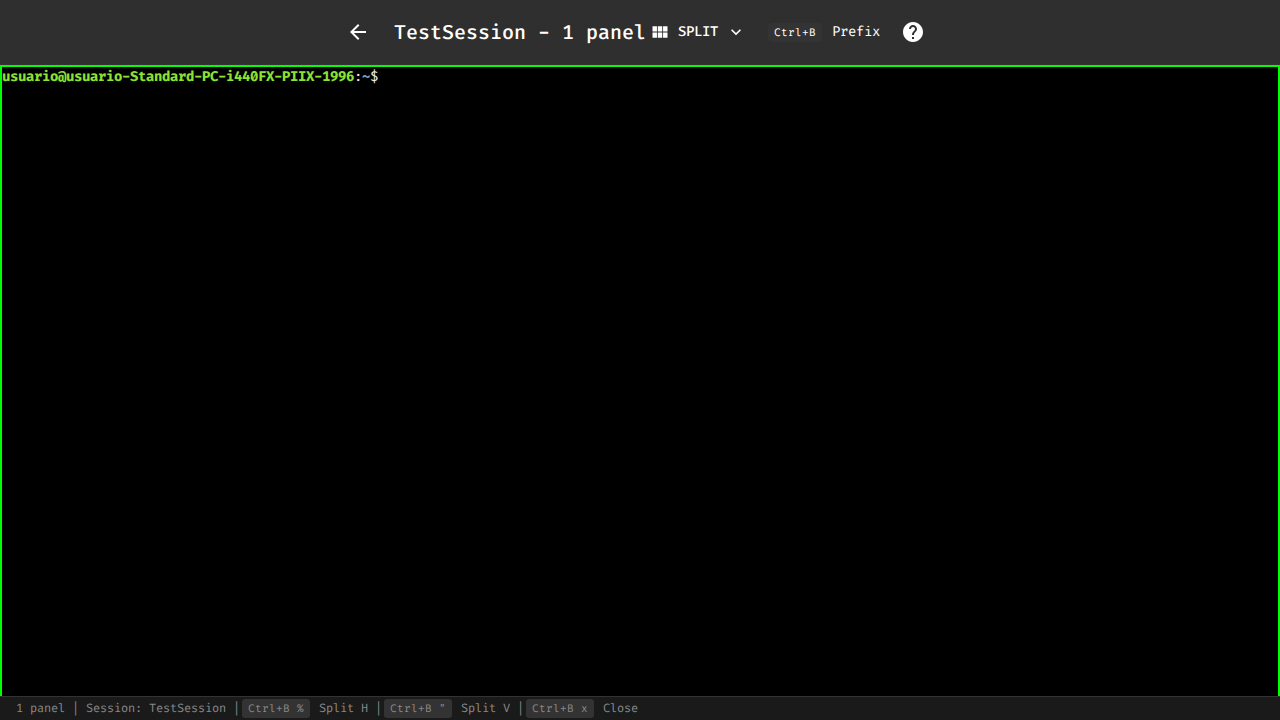 TestSession - 1 panel SPLIT Ctrl+B Prefix
usuario@usuario-Standard-PC-i440FX-PIIX-1996:~$
1 panel | Session: TestSession | Ctrl+B % Split H | Ctrl+B " Split V | Ctrl+B x Close